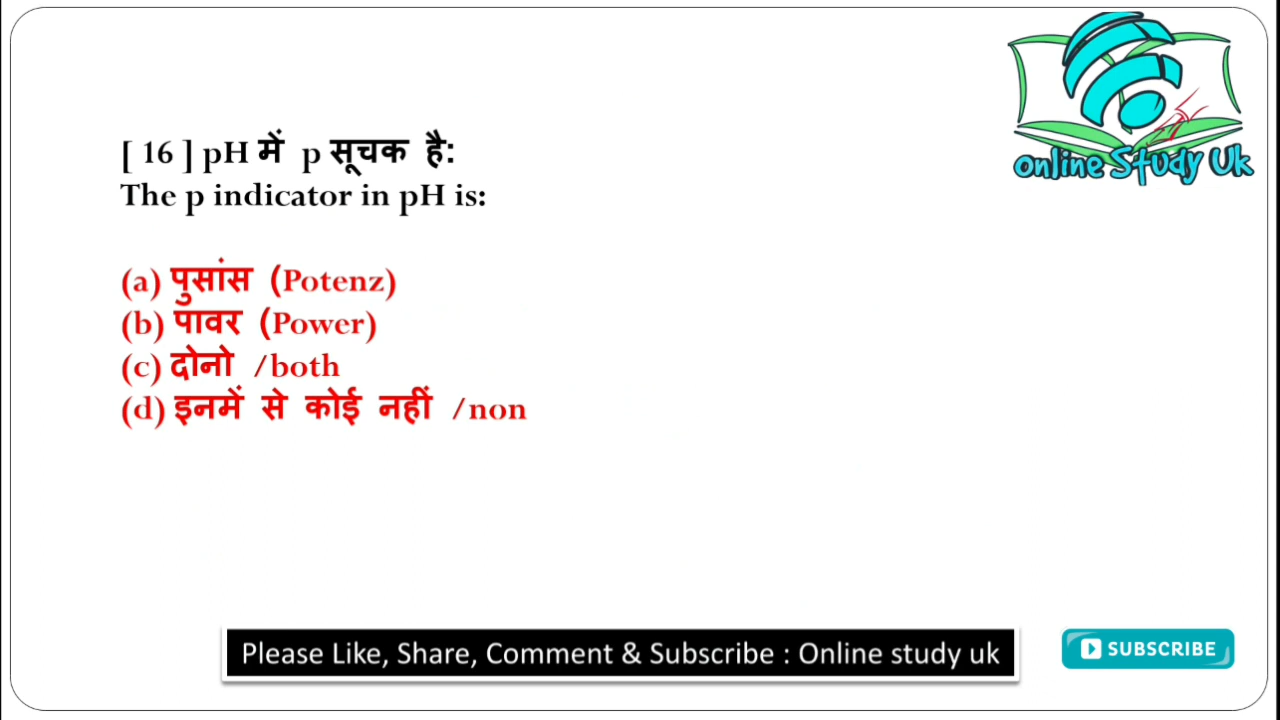 online Study Uk
[ 16 ] pH में p सूचक है:
The p indicator in pH is:
(a) पुसांस (Potenz)
(b) पावर (Power)
(c) दोनो /both
(d) इनमें से कोई नहीं /non
Please Like, Share, Comment & Subscribe : Online study uk
SUBSCRIBE